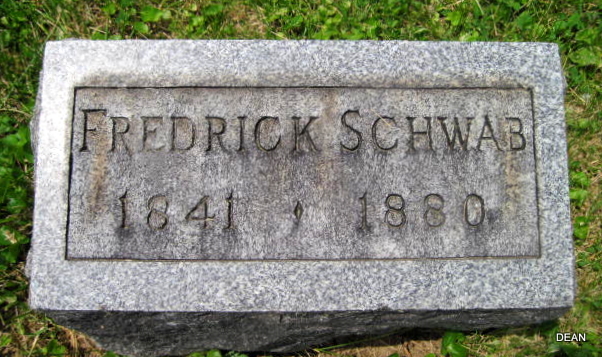 FREDRICK SCHWAB
1841 ♦ 1880
DEAN